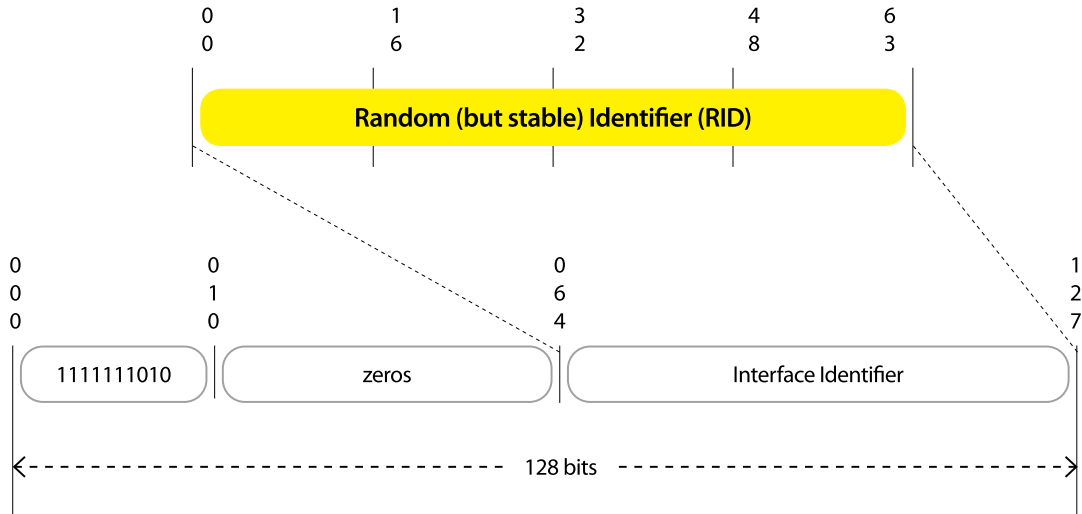 0 1 3 4 6
0 6 2 8 3
Random (but stable) Identifier (RID)
0 0 0 1
0 1 6 2
0 0 4 7
1111111010 zeros Interface Identifier
128 bits